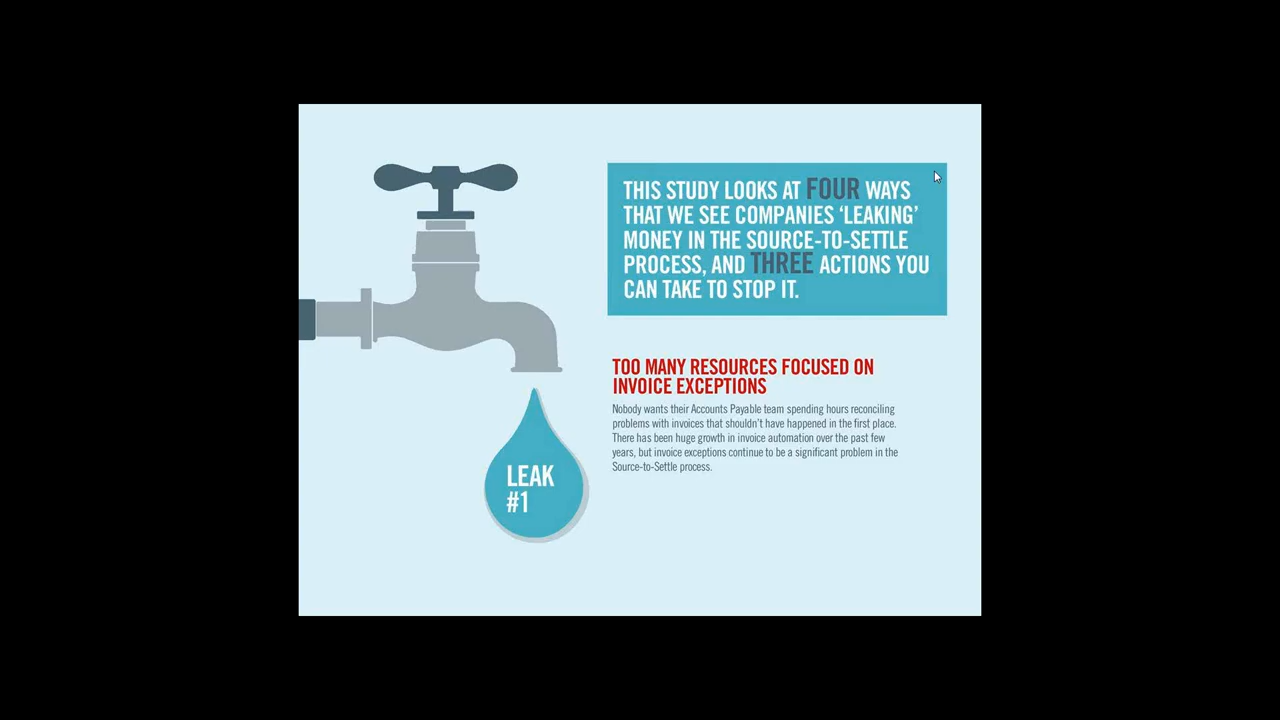 THIS STUDY LOOKS AT FOUR WAYS
THAT WE SEE COMPANIES ‘LEAKING’
MONEY IN THE SOURCE-TO-SETTLE
PROCESS, AND THREE ACTIONS YOU
CAN TAKE TO STOP IT.
TOO MANY RESOURCES FOCUSED ON
INVOICE EXCEPTIONS
Nobody wants their Accounts Payable team spending hours reconciling
problems with invoices that shouldn’t have happened in the first place.
There has been huge growth in invoice automation over the past few
years, but invoice exceptions continue to be a significant problem in the
Source-to-Settle process.
LEAK
#1